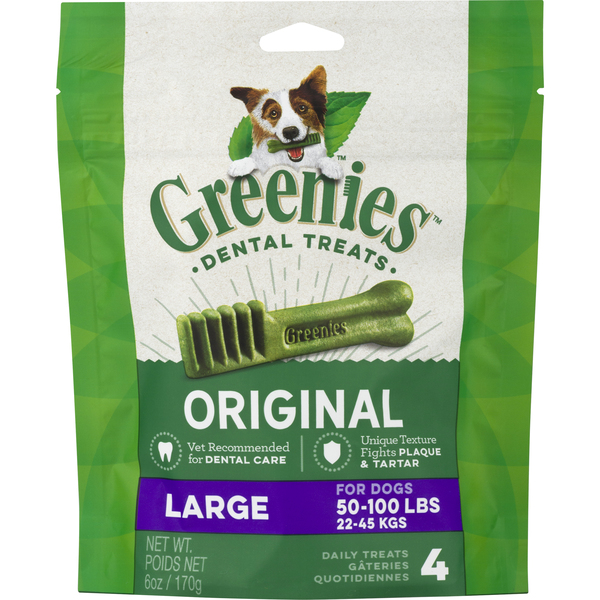 Greenies™
• DENTAL TREATS •
Greenies
ORIGINAL
Vet Recommended
for DENTAL CARE
Unique Texture
Fights PLAQUE
& TARTAR
LARGE
FOR DOGS
50-100 LBS
22-45 KGS
NET WT.
POIDS NET
6oz / 170g
DAILY TREATS
GÂTERIES
QUOTIDIENNES
4